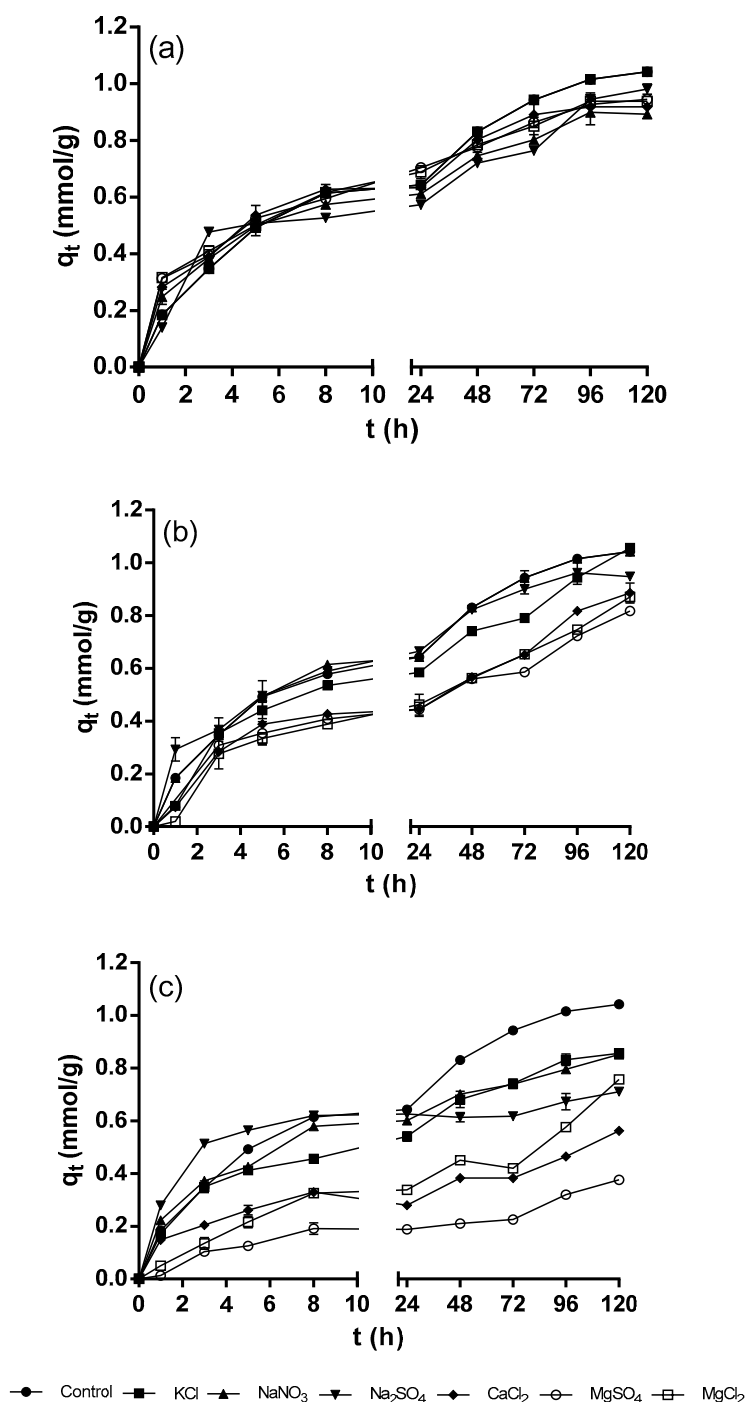 (a)
1.2
1.0
0.8
0.6
0.4
0.2
0.0
q_t (mmol/g)
0 2 4 6 8 10 24 48 72 96 120
t (h)
(b)
1.2
1.0
0.8
0.6
0.4
0.2
0.0
q_t (mmol/g)
0 2 4 6 8 10 24 48 72 96 120
t (h)
(c)
1.2
1.0
0.8
0.6
0.4
0.2
0.0
q_t (mmol/g)
0 2 4 6 8 10 24 48 72 96 120
t (h)
Control KCl NaNO₃ Na₂SO₄ CaCl₂ MgSO₄ MgCl₂